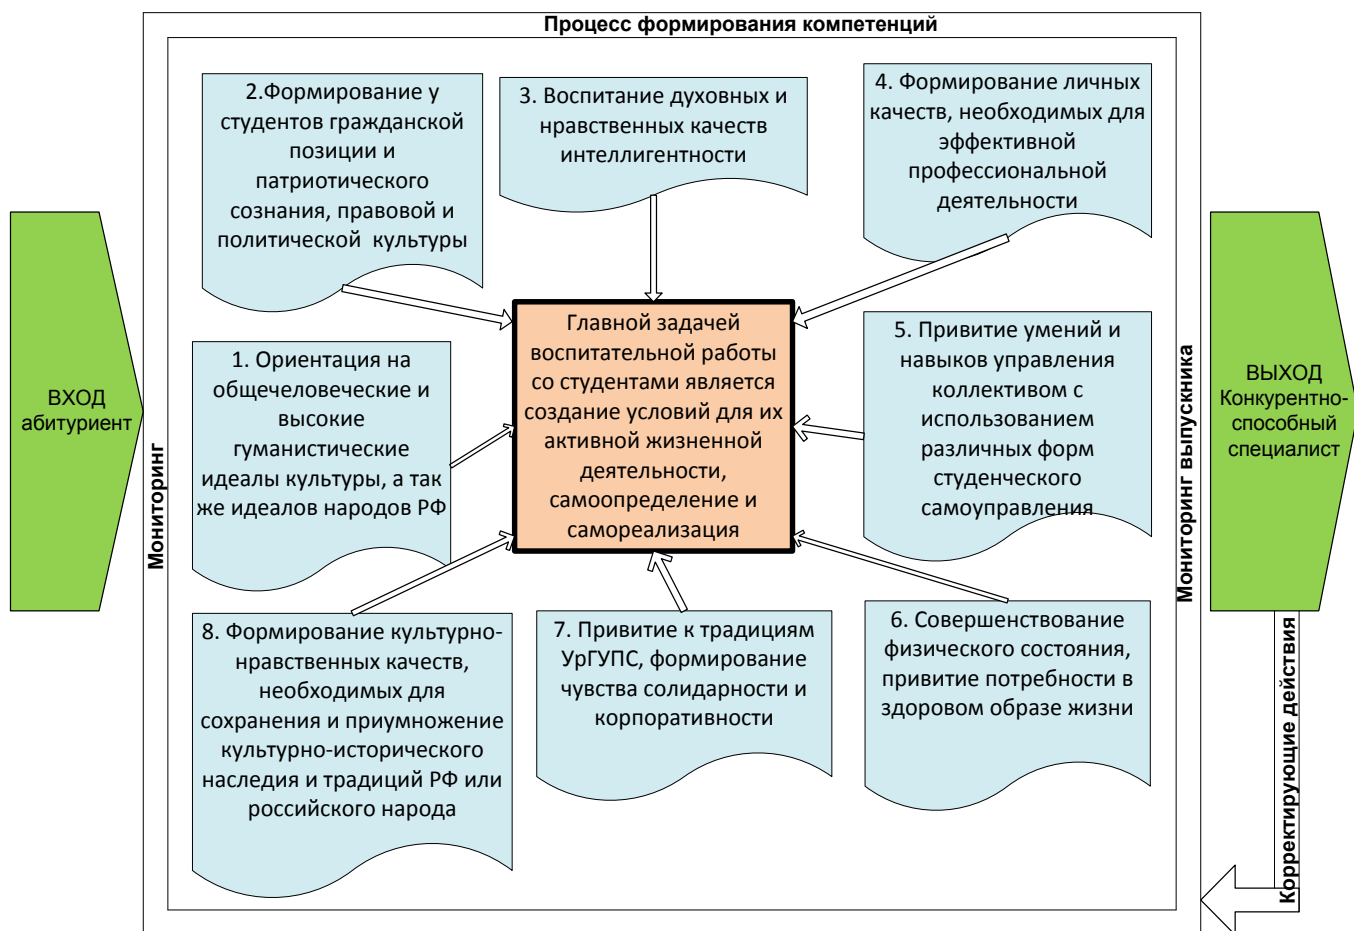 Процесс формирования компетенций
2.Формирование у
студентов гражданской
позиции и
патриотического
сознания, правовой и
политической культуры
3. Воспитание духовных и
нравственных качеств
интеллигентности
4. Формирование личных
качеств, необходимых для
эффективной
профессиональной
деятельности
ВХОД
абитуриент
Мониторинг
1. Ориентация на
общечеловеческие и
высокие
гуманистические
идеалы культуры, а так
же идеалов народов РФ
Главной задачей
воспитательной работы
со студентами является
создание условий для их
активной жизненной
деятельности,
самоопределение и
самореализация
5. Привитие умений и
навыков управления
коллективом с
использованием
различных форм
студенческого
самоуправления
Мониторинг выпускника
ВЫХОД
Конкурентно-
способный
специалист
8. Формирование культурно-
нравственных качеств,
необходимых для
сохранения и приумножение
культурно-исторического
наследия и традиций РФ или
российского народа
7. Привитие к традициям
УрГУПС, формирование
чувства солидарности и
корпоративности
6. Совершенствование
физического состояния,
привитие потребности в
здоровом образе жизни
Корректирующие действия